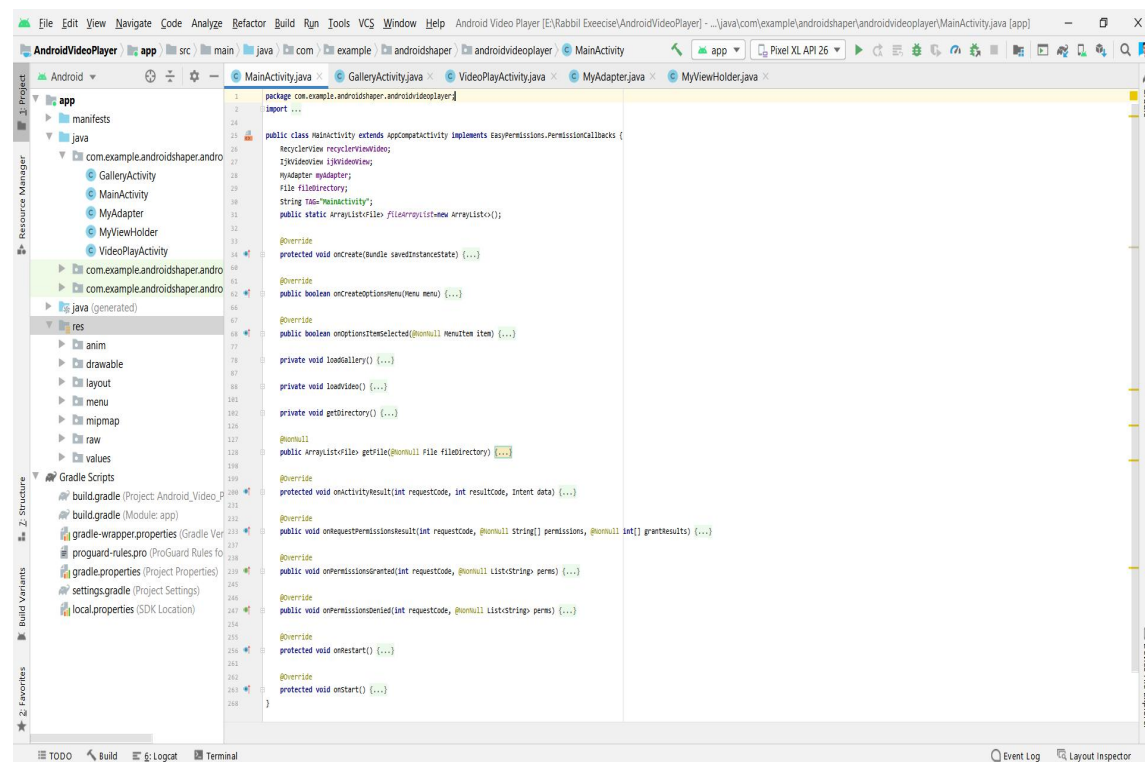 File Edit View Navigate Code Analyze Refactor Build Run Tools VCS Window Help Android Video Player [E:\Rabbil Exeecise\AndroidVideoPlayer] - ...\java\com\example\androidshaper\androidvideoplayer\MainActivity.java [app]
AndroidVideoPlayer app src main java com example androidshaper androidvideoplayer MainActivity app Pixel XL API 26
Android MainActivity.java GalleryActivity.java VideoPlayActivity.java MyAdapter.java MyViewHolder.java
1: Project
Resource Manager
7: Structure
Build Variants
2: Favorites
app
manifests
java
com.example.androidshaper.andro
GalleryActivity
MainActivity
MyAdapter
MyViewHolder
VideoPlayActivity
com.example.androidshaper.andro
com.example.androidshaper.andro
java (generated)
res
anim
drawable
layout
menu
mipmap
raw
values
Gradle Scripts
build.gradle (Project: Android_Video_P
build.gradle (Module: app)
gradle-wrapper.properties (Gradle Ver
proguard-rules.pro (ProGuard Rules fo
gradle.properties (Project Properties)
settings.gradle (Project Settings)
local.properties (SDK Location)
1 package com.example.androidshaper.androidvideoplayer;
2 import ...
24
25 public class MainActivity extends AppCompatActivity implements EasyPermissions.PermissionCallbacks {
26 RecyclerView recyclerViewVideo;
27 IjkVideoView ijkVideoView;
28 MyAdapter myAdapter;
29 File fileDirectory;
30 String TAG="MainActivity";
31 public static ArrayList<File> fileArrayList=new ArrayList<>();
32
33 @Override
34 protected void onCreate(Bundle savedInstanceState) {...}
60
61 @Override
62 public boolean onCreateOptionsMenu(Menu menu) {...}
66
67 @Override
68 public boolean onOptionsItemSelected(@NonNull MenuItem item) {...}
77
78 private void loadGallery() {...}
87
88 private void loadVideo() {...}
101
102 private void getDirectory() {...}
126
127 @NonNull
128 public ArrayList<File> getFile(@NonNull File fileDirectory) {...}
198
199 @Override
200 protected void onActivityResult(int requestCode, int resultCode, Intent data) {...}
231
232 @Override
233 public void onRequestPermissionsResult(int requestCode, @NonNull String[] permissions, @NonNull int[] grantResults) {...}
237
238 @Override
239 public void onPermissionsGranted(int requestCode, @NonNull List<String> perms) {...}
245
246 @Override
247 public void onPermissionsDenied(int requestCode, @NonNull List<String> perms) {...}
254
255 @Override
256 protected void onRestart() {...}
261
262 @Override
263 protected void onStart() {...}
268 }
TODO Build 6: Logcat Terminal Event Log Layout Inspector